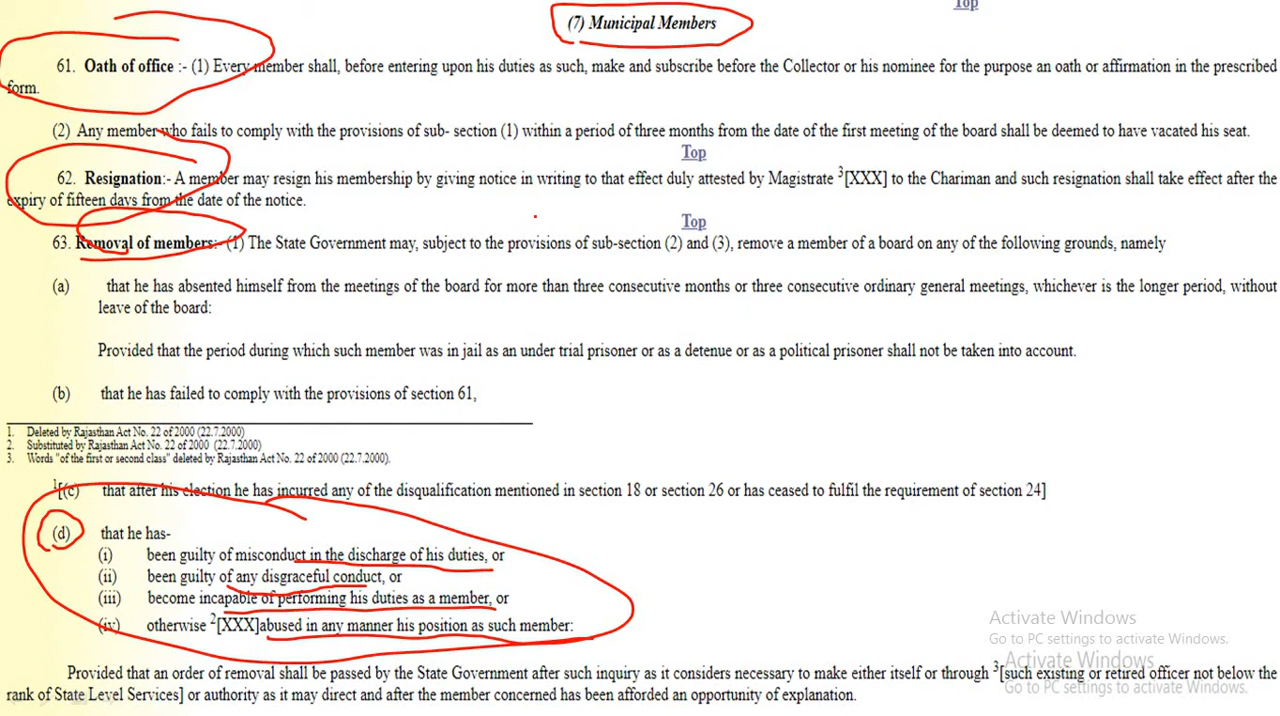 Top
(7) Municipal Members
61. Oath of office :- (1) Every member shall, before entering upon his duties as such, make and subscribe before the Collector or his nominee for the purpose an oath or affirmation in the prescribed
form.
(2) Any member who fails to comply with the provisions of sub- section (1) within a period of three months from the date of the first meeting of the board shall be deemed to have vacated his seat.
Top
62. Resignation:- A member may resign his membership by giving notice in writing to that effect duly attested by Magistrate 3[XXX] to the Chariman and such resignation shall take effect after the
expiry of fifteen days from the date of the notice.
Top
63. Removal of members:- (1) The State Government may, subject to the provisions of sub-section (2) and (3), remove a member of a board on any of the following grounds, namely
(a) that he has absented himself from the meetings of the board for more than three consecutive months or three consecutive ordinary general meetings, whichever is the longer period, without
leave of the board:
Provided that the period during which such member was in jail as an under trial prisoner or as a detenue or as a political prisoner shall not be taken into account.
(b) that he has failed to comply with the provisions of section 61,
1. Deleted by Rajasthan Act No. 22 of 2000 (22.7.2000)
2. Substituted by Rajasthan Act No. 22 of 2000 (22.7.2000)
3. Words "of the first or second class" deleted by Rajasthan Act No. 22 of 2000 (22.7.2000).
1[(c) that after his election he has incurred any of the disqualification mentioned in section 18 or section 26 or has ceased to fulfil the requirement of section 24]
(d) that he has-
(i) been guilty of misconduct in the discharge of his duties, or
(ii) been guilty of any disgraceful conduct, or
(iii) become incapable of performing his duties as a member, or
(iv) otherwise 2[XXX]abused in any manner his position as such member:
Activate Windows
Go to PC settings to activate Windows.
Activate Windows
Provided that an order of removal shall be passed by the State Government after such inquiry as it considers necessary to make either itself or through 3[such existing or retired officer not below the
Go to PC settings to activate Windows.
rank of State Level Services] or authority as it may direct and after the member concerned has been afforded an opportunity of explanation.